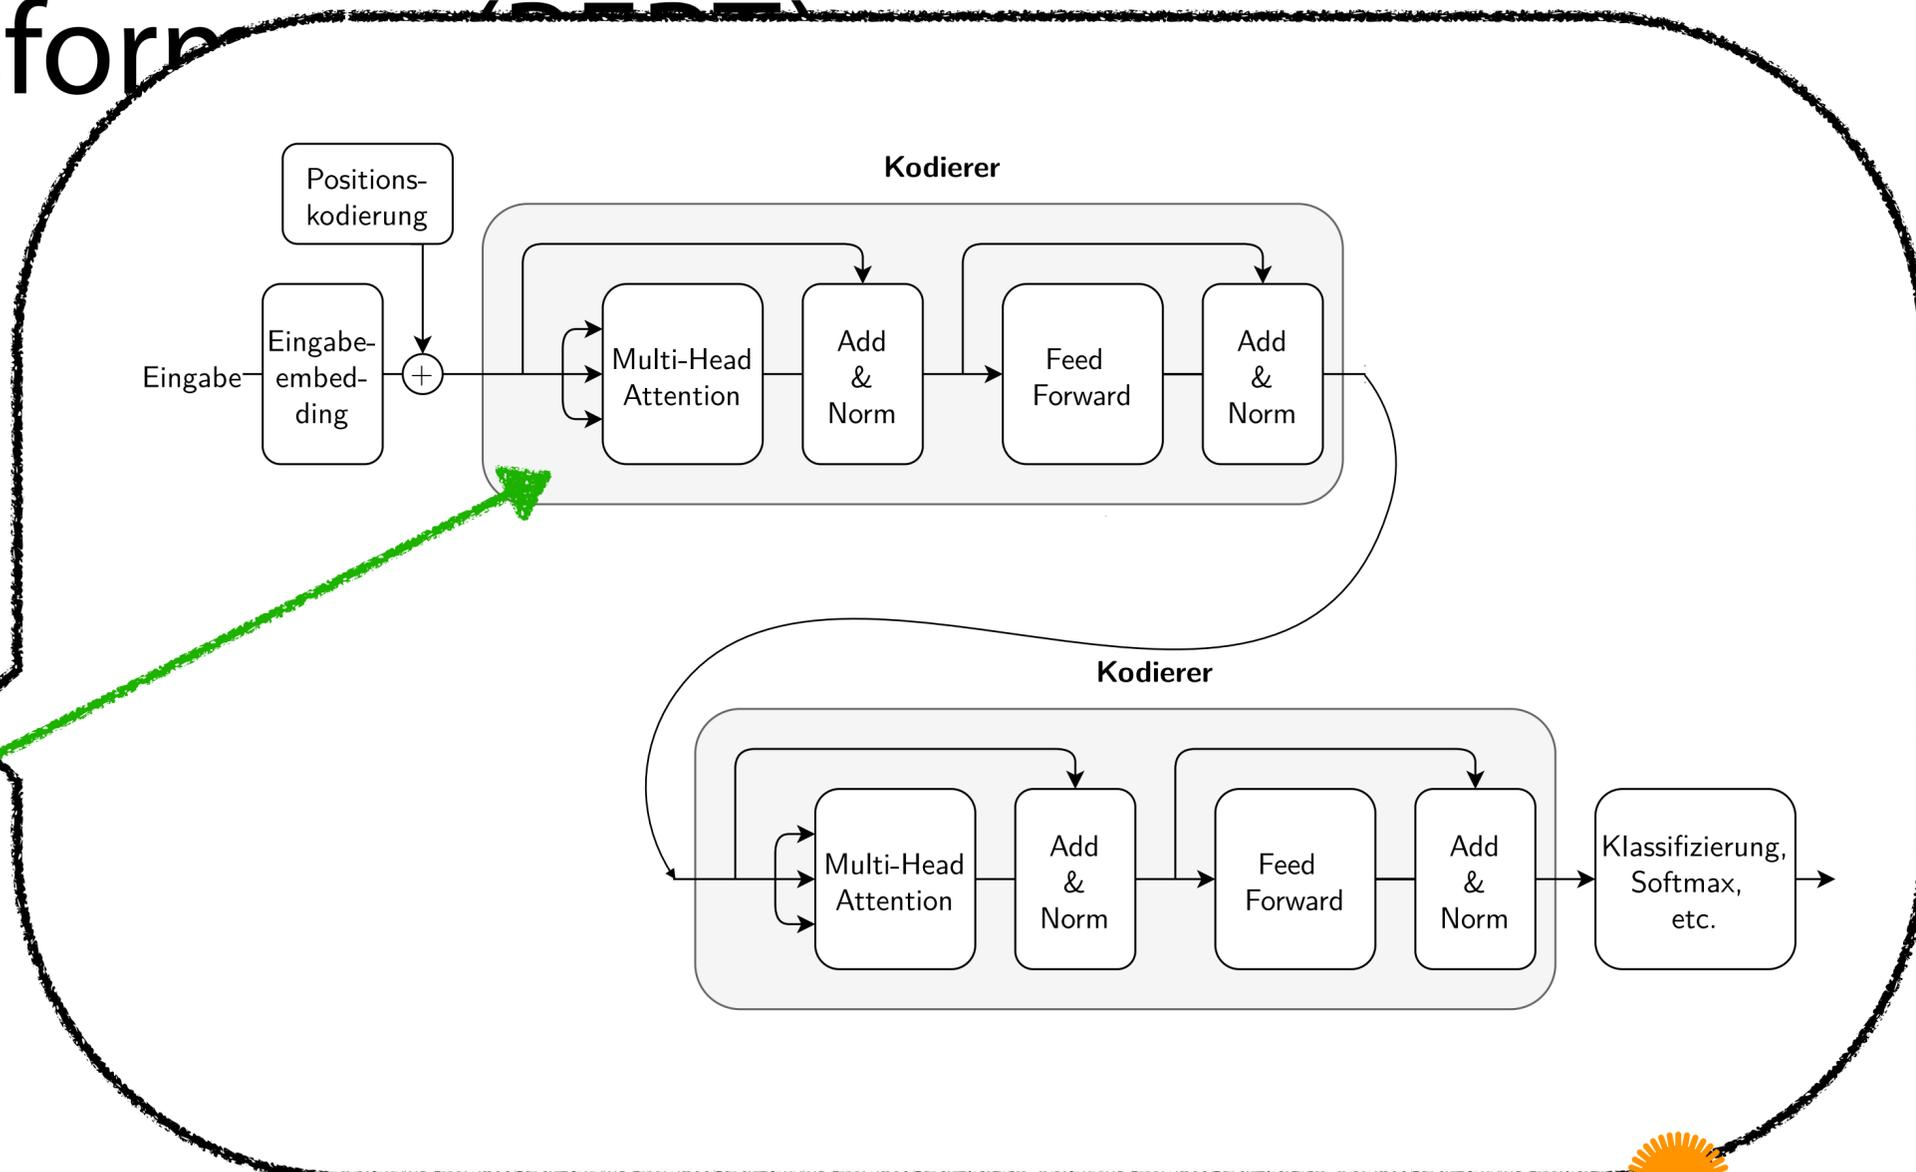 Positions-
kodierung
Kodierer
Eingabe
Eingabe-
embed-
ding
+
Multi-Head
Attention
Add
&
Norm
Feed
Forward
Add
&
Norm
Kodierer
Multi-Head
Attention
Add
&
Norm
Feed
Forward
Add
&
Norm
Klassifizierung,
Softmax,
etc.